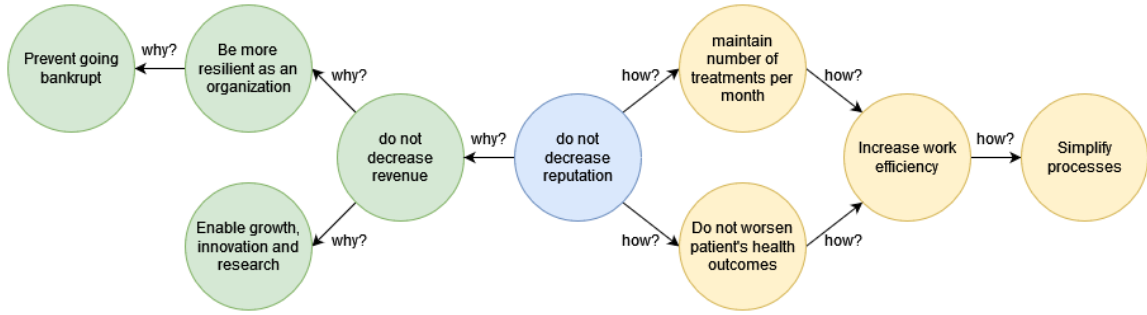 Prevent going
bankrupt
why?
Be more
resilient as an
organization
why?
do not
decrease
revenue
why?
Enable growth,
innovation and
research
why?
do not
decrease
reputation
how?
maintain
number of
treatments per
month
how?
how?
Do not worsen
patient's health
outcomes
how?
Increase work
efficiency
how?
Simplify
processes